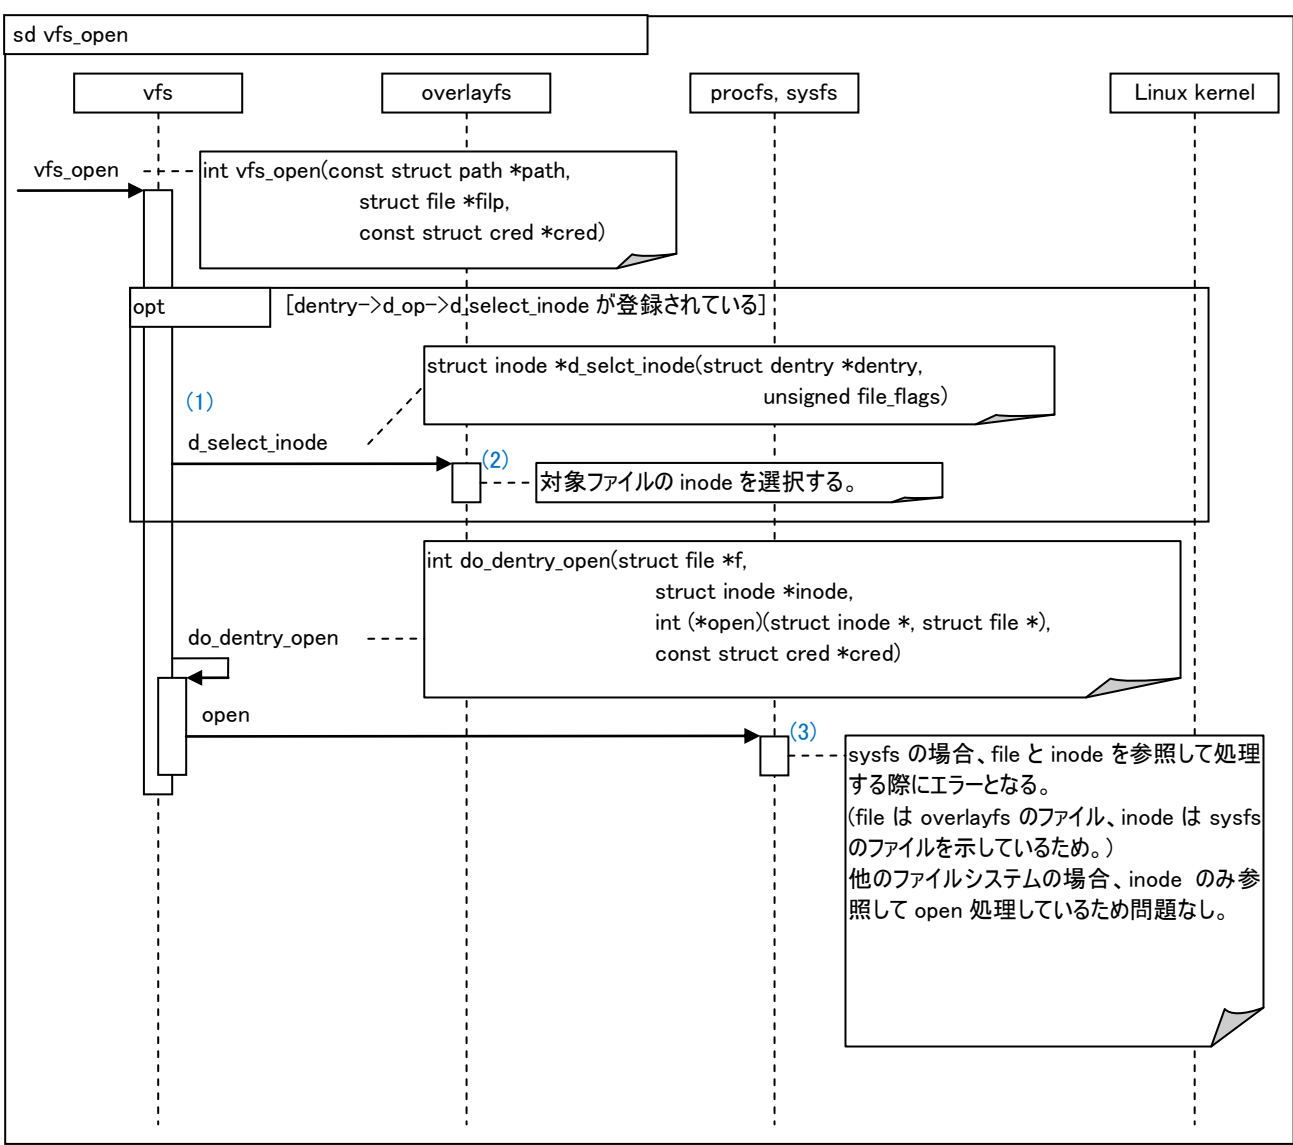 sd vfs_open
vfs
overlayfs
procfs, sysfs
Linux kernel
vfs_open
int vfs_open(const struct path *path,
struct file *filp,
const struct cred *cred)
opt
[dentry->d_op->d_select_inode が登録されている]
struct inode *d_selct_inode(struct dentry *dentry,
unsigned file_flags)
(1)
d_select_inode
(2)
対象ファイルの inode を選択する。
int do_dentry_open(struct file *f,
struct inode *inode,
int (*open)(struct inode *, struct file *),
const struct cred *cred)
do_dentry_open
open
(3)
sysfs の場合、file と inode を参照して処理
する際にエラーとなる。
(file は overlayfs のファイル、inode は sysfs
のファイルを示しているため。)
他のファイルシステムの場合、inode のみ参
照して open 処理しているため問題なし。